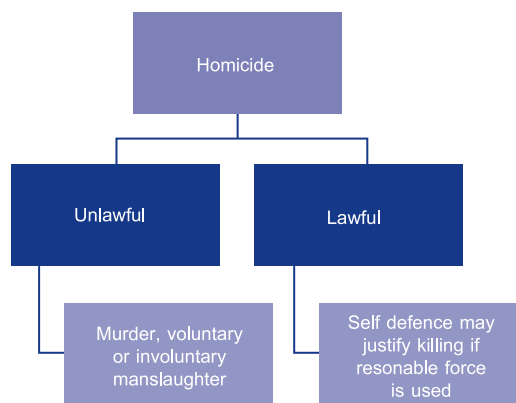 Homicide
Unlawful
Lawful
Murder, voluntary
or involuntary
manslaughter
Self defence may
justify killing if
resonable force
is used